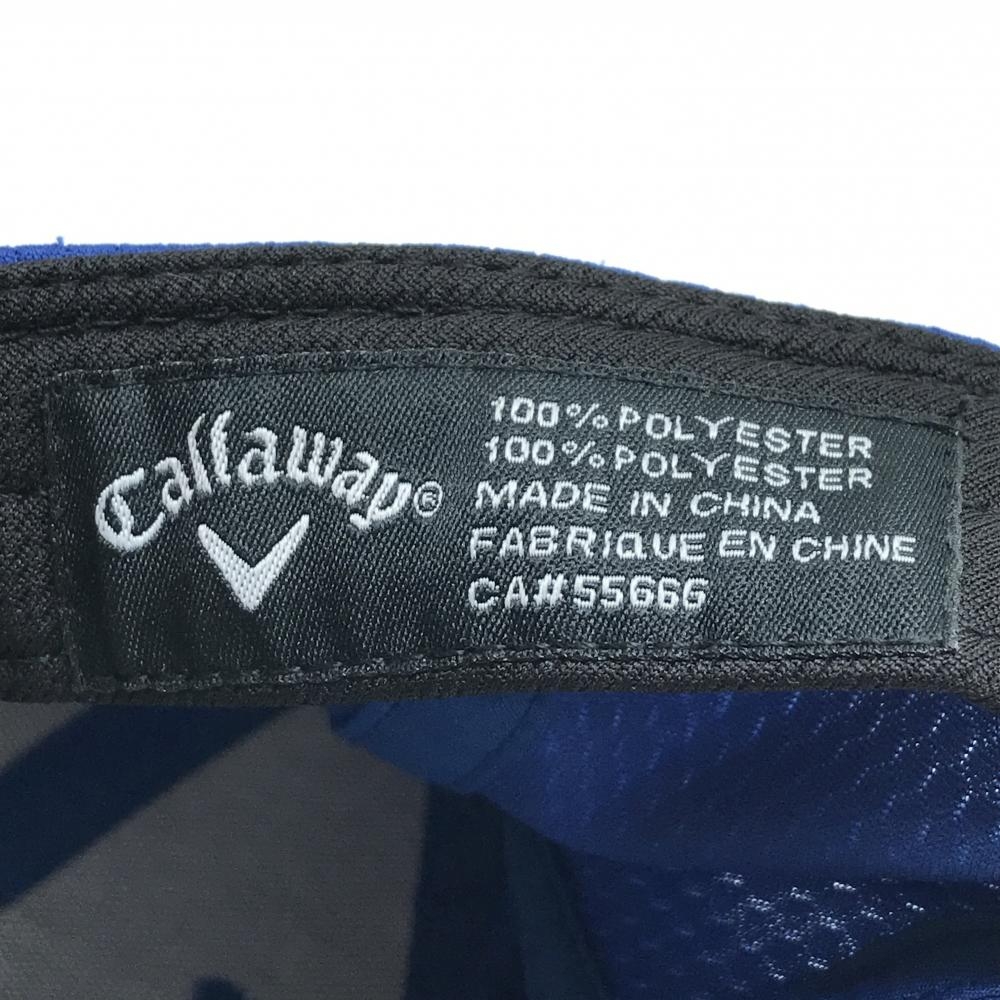 Callaway®
100%POLYESTER
100%POLYESTER
MADE IN CHINA
FABRIQUE EN CHINE
CA#55666